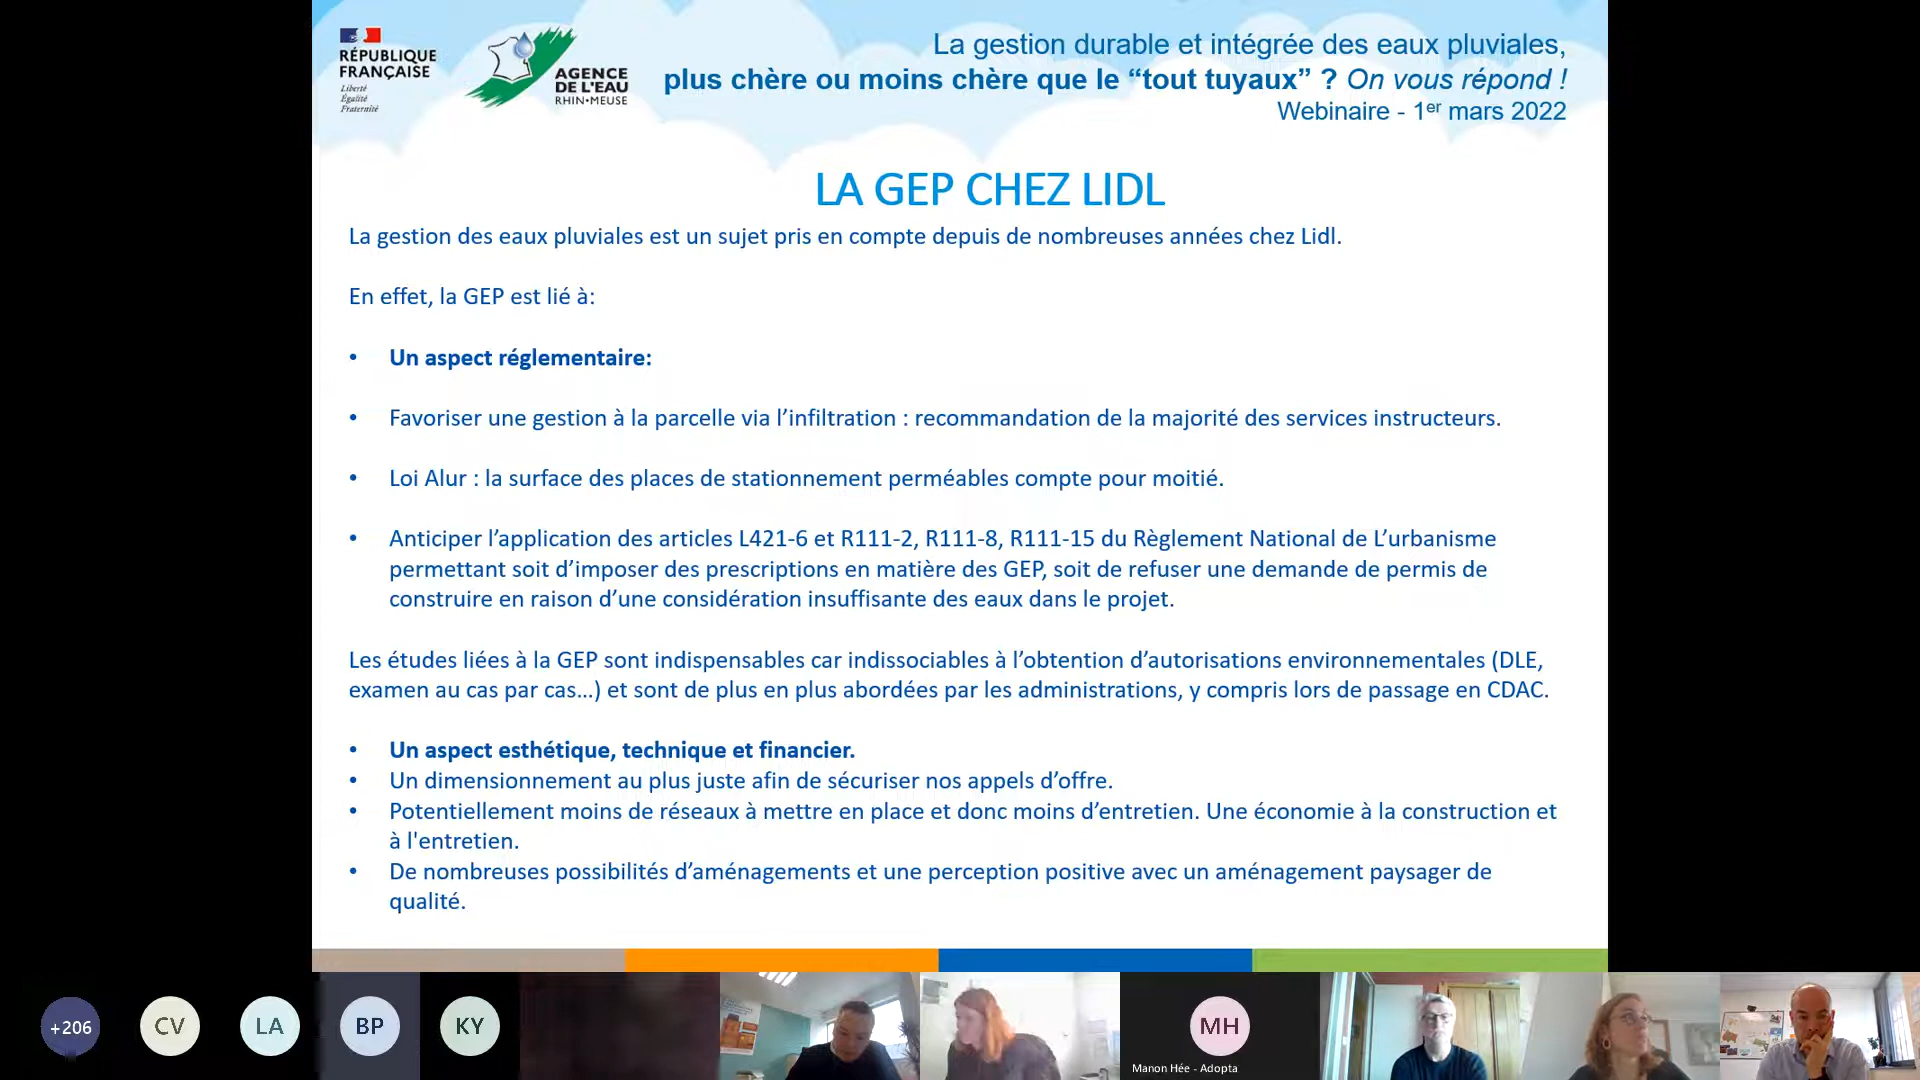 RÉPUBLIQUE
FRANÇAISE
Liberté
Égalité
Fraternité
AGENCE
DE L'EAU
RHIN•MEUSE
La gestion durable et intégrée des eaux pluviales,
plus chère ou moins chère que le “tout tuyaux” ? On vous répond !
Webinaire - 1er mars 2022
LA GEP CHEZ LIDL
La gestion des eaux pluviales est un sujet pris en compte depuis de nombreuses années chez Lidl.
En effet, la GEP est lié à:
• Un aspect réglementaire:
• Favoriser une gestion à la parcelle via l’infiltration : recommandation de la majorité des services instructeurs.
• Loi Alur : la surface des places de stationnement perméables compte pour moitié.
• Anticiper l’application des articles L421-6 et R111-2, R111-8, R111-15 du Règlement National de L’urbanisme
permettant soit d’imposer des prescriptions en matière des GEP, soit de refuser une demande de permis de
construire en raison d’une considération insuffisante des eaux dans le projet.
Les études liées à la GEP sont indispensables car indissociables à l’obtention d’autorisations environnementales (DLE,
examen au cas par cas…) et sont de plus en plus abordées par les administrations, y compris lors de passage en CDAC.
• Un aspect esthétique, technique et financier.
• Un dimensionnement au plus juste afin de sécuriser nos appels d’offre.
• Potentiellement moins de réseaux à mettre en place et donc moins d’entretien. Une économie à la construction et
à l'entretien.
• De nombreuses possibilités d’aménagements et une perception positive avec un aménagement paysager de
qualité.
+206
CV
LA
BP
KY
MH
Manon Hée - Adopta